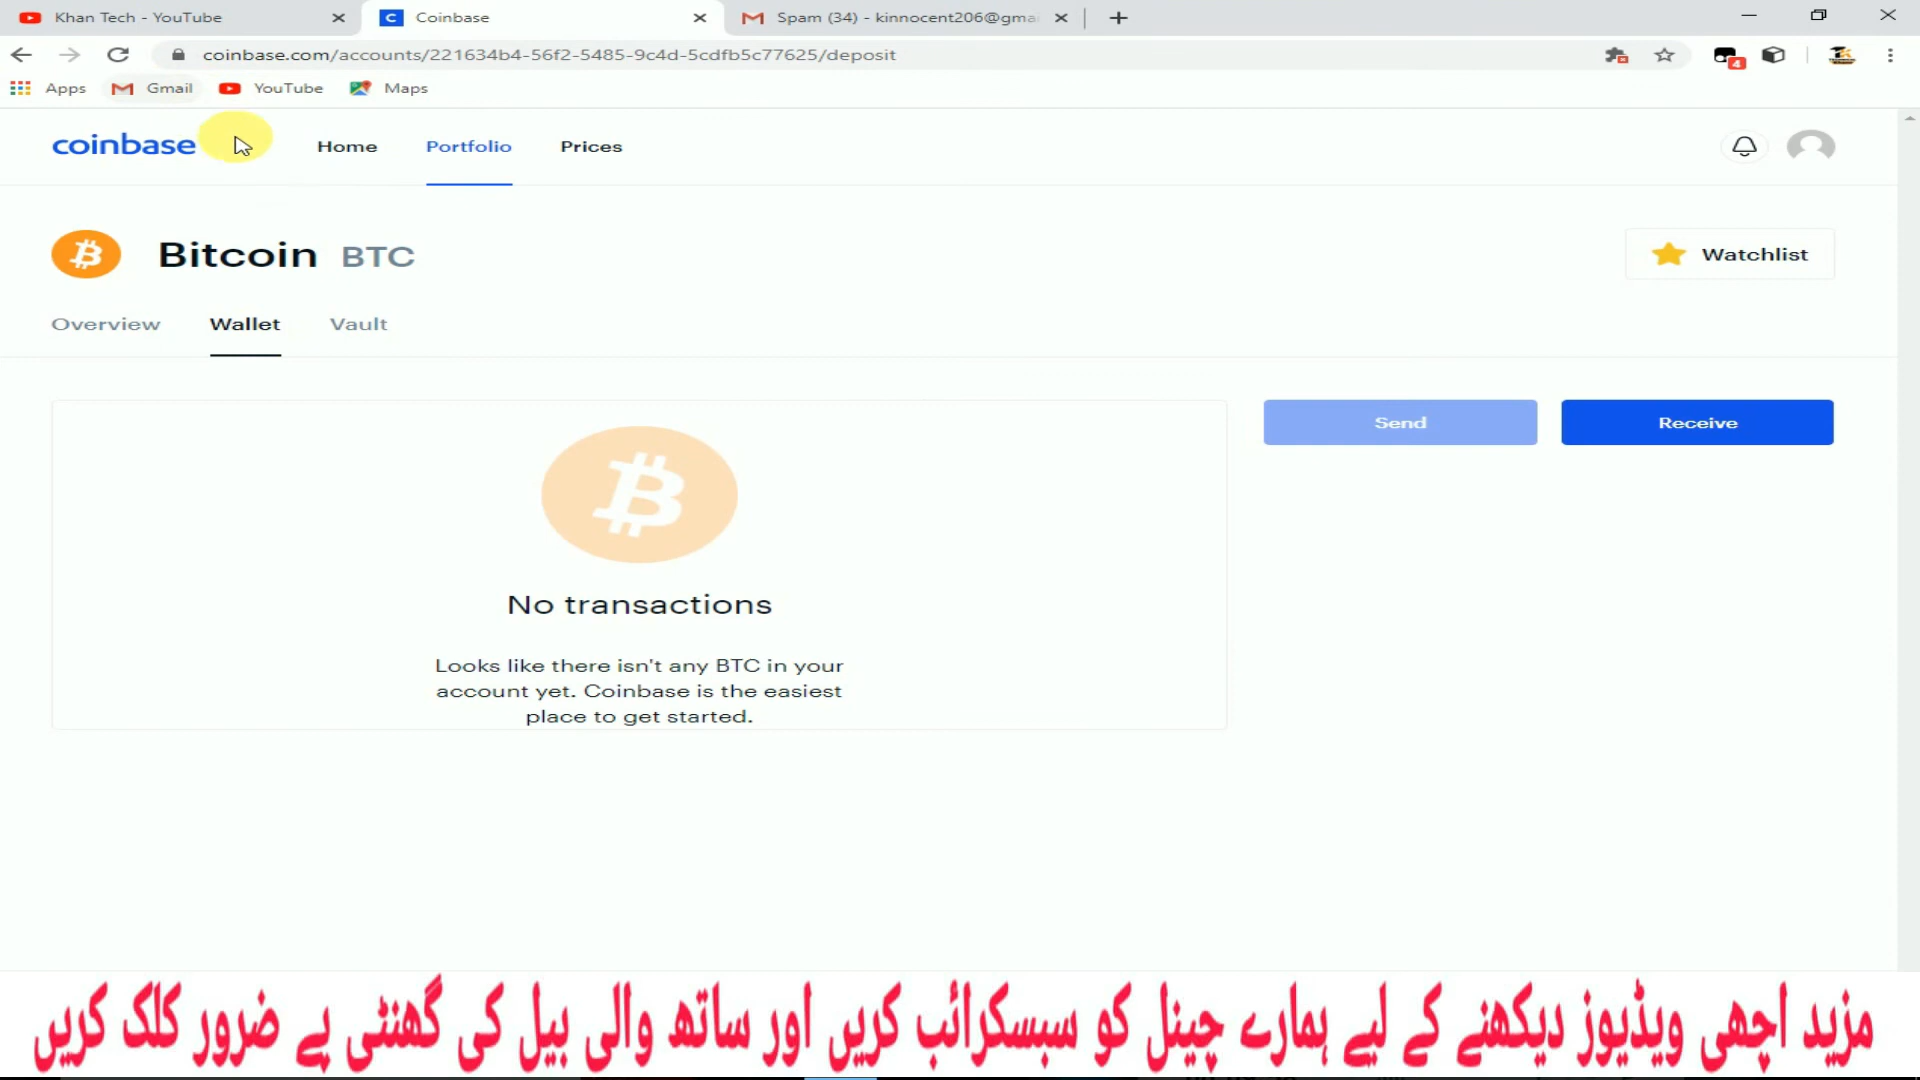 Khan Tech - YouTube
Coinbase
Spam (34) - kinnocent206@gma
coinbase.com/accounts/221634b4-56f2-5485-9c4d-5cdfb5c77625/deposit
4
Apps
Gmail
YouTube
Maps
coinbase
Home
Portfolio
Prices
Bitcoin BTC
Watchlist
Overview
Wallet
Vault
Send
Receive
No transactions
Looks like there isn't any BTC in your
account yet. Coinbase is the easiest
place to get started.
مزید اچھی ویڈیوز دیکھنے کے لیے ہمارے چینل کو سبسکرائب کریں اور ساتھ والی بیل کی گھنٹی پے ضرور کلک کریں